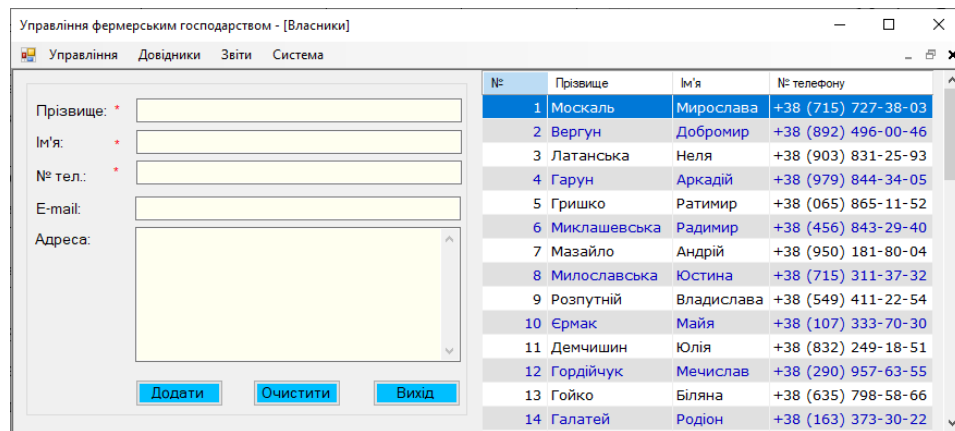 Управління фермерським господарством - [Власники]
Управління Довідники Звіти Система
Прізвище: *
Ім'я: *
№ тел.: *
E-mail:
Адреса:
Додати Очистити Вихід
№ Прізвище Ім'я № телефону
1 Москаль Мирослава +38 (715) 727-38-03
2 Вергун Добромир +38 (892) 496-00-46
3 Латанська Неля +38 (903) 831-25-93
4 Гарун Аркадій +38 (979) 844-34-05
5 Гришко Ратимир +38 (065) 865-11-52
6 Миклашевська Радимир +38 (456) 843-29-40
7 Мазайло Андрій +38 (950) 181-80-04
8 Милославська Юстина +38 (715) 311-37-32
9 Розпутній Владислава +38 (549) 411-22-54
10 Єрмак Майя +38 (107) 333-70-30
11 Демчишин Юлія +38 (832) 249-18-51
12 Гордійчук Мечислав +38 (290) 957-63-55
13 Гойко Біляна +38 (635) 798-58-66
14 Галатей Родіон +38 (163) 373-30-22